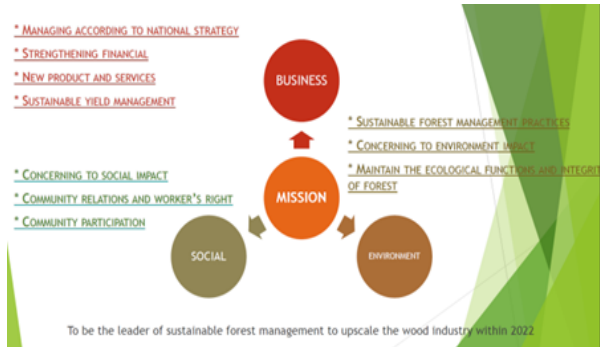 * MANAGING ACCORDING TO NATIONAL STRATEGY
* STRENGTHENING FINANCIAL
* NEW PRODUCT AND SERVICES
* SUSTAINABLE YIELD MANAGEMENT
BUSINESS
* SUSTAINABLE FOREST MANAGEMENT PRACTICES
* CONCERNING TO ENVIRONMENT IMPACT
* MAINTAIN THE ECOLOGICAL FUNCTIONS AND INTEGRIT
OF FOREST
* CONCERNING TO SOCIAL IMPACT
* COMMUNITY RELATIONS AND WORKER'S RIGHT
* COMMUNITY PARTICIPATION
MISSION
SOCIAL
ENVIRONMENT
To be the leader of sustainable forest management to upscale the wood industry within 2022